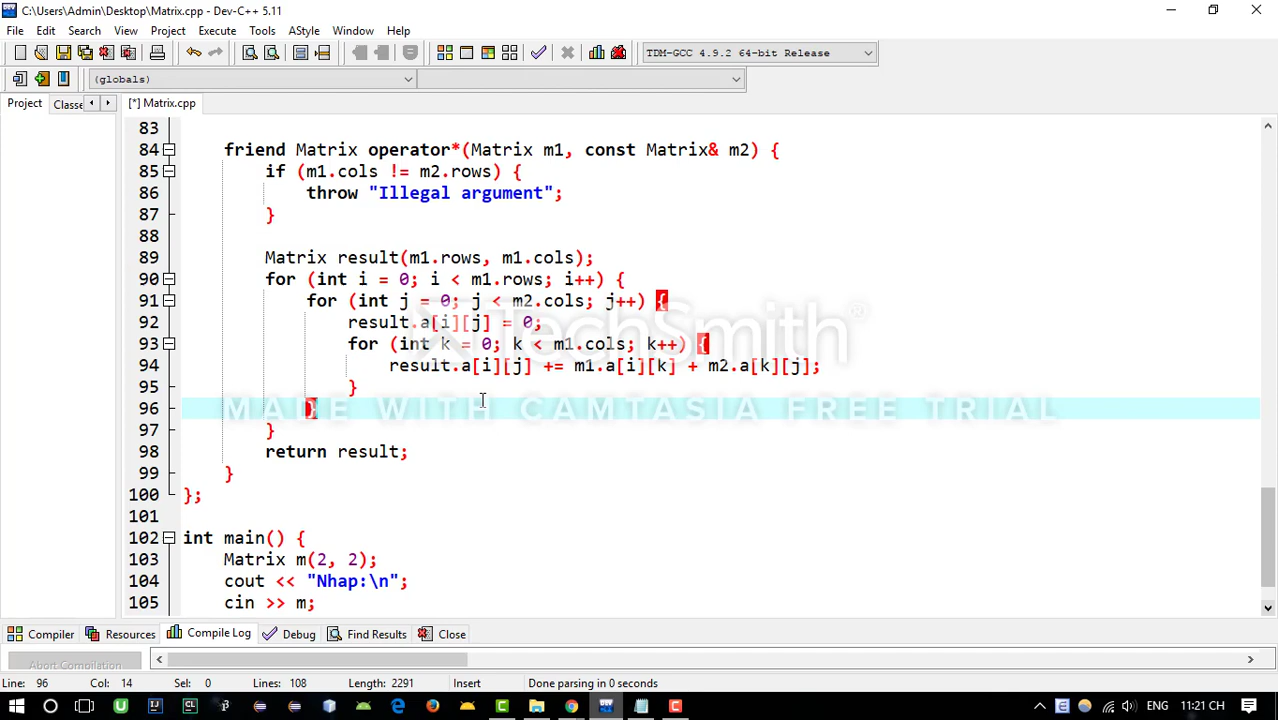 C:\Users\Admin\Desktop\Matrix.cpp - Dev-C++ 5.11
File Edit Search View Project Execute Tools AStyle Window Help
TDM-GCC 4.9.2 64-bit Release
(globals)
Project Classe [*] Matrix.cpp
83
84 friend Matrix operator*(Matrix m1, const Matrix& m2) {
85 if (m1.cols != m2.rows) {
86 throw "Illegal argument";
87 }
88
89 Matrix result(m1.rows, m1.cols);
90 for (int i = 0; i < m1.rows; i++) {
91 for (int j = 0; j < m2.cols; j++) {
92 result.a[i][j] = 0;
93 for (int k = 0; k < m1.cols; k++) {
94 result.a[i][j] += m1.a[i][k] + m2.a[k][j];
95 }
96 }
97 }
98 return result;
99 }
100 };
101
102 int main() {
103 Matrix m(2, 2);
104 cout << "Nhap:\n";
105 cin >> m;
TechSmith®
MADE WITH CAMTASIA FREE TRIAL
Compiler Resources Compile Log Debug Find Results Close
Abort Compilation
Line: 96 Col: 14 Sel: 0 Lines: 108 Length: 2291 Insert Done parsing in 0 seconds
ENG 11:21 CH